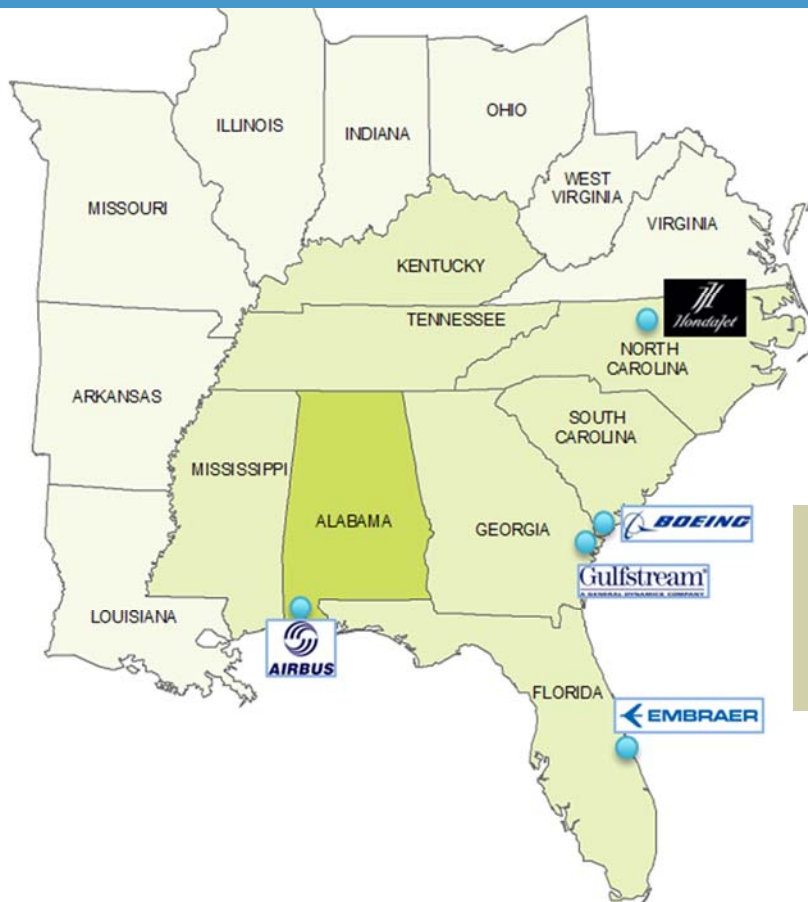 ILLINOIS
INDIANA
OHIO
WEST
VIRGINIA
MISSOURI
VIRGINIA
KENTUCKY
HondaJet
TENNESSEE
NORTH
CAROLINA
ARKANSAS
SOUTH
CAROLINA
MISSISSIPPI
ALABAMA
GEORGIA
BOEING
Gulfstream®
A GENERAL DYNAMICS COMPANY
LOUISIANA
AIRBUS
FLORIDA
EMBRAER